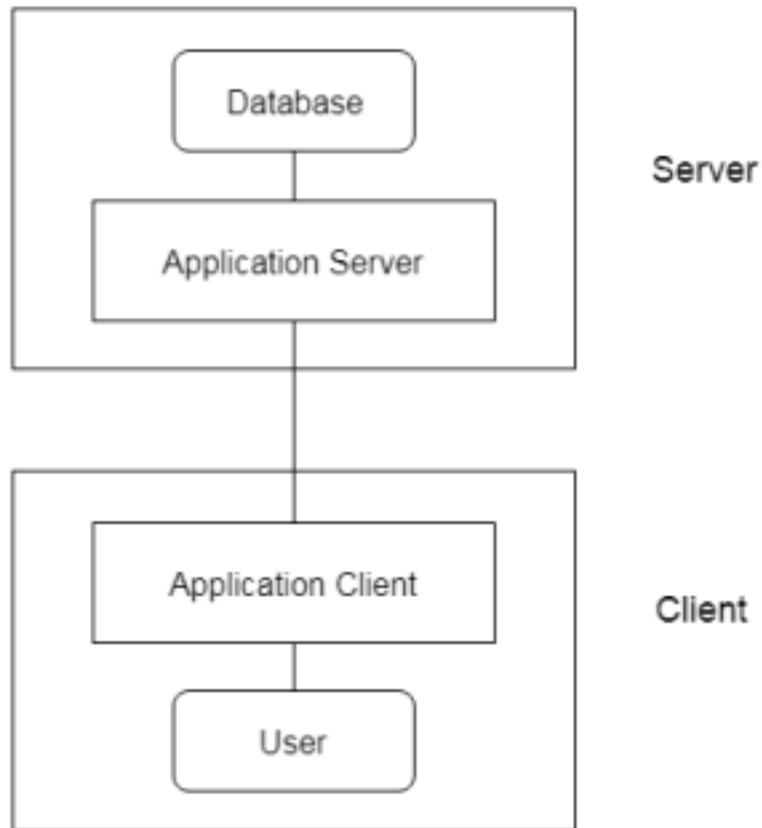 Database
Server
Application Server
Application Client
Client
User